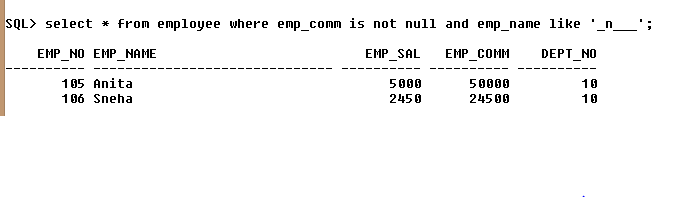 SQL> select * from employee where emp_comm is not null and emp_name like '_n___';
EMP_NO EMP_NAME EMP_SAL EMP_COMM DEPT_NO
---------- ------------------------------ ---------- ---------- ----------
105 Anita 5000 50000 10
106 Sneha 2450 24500 10